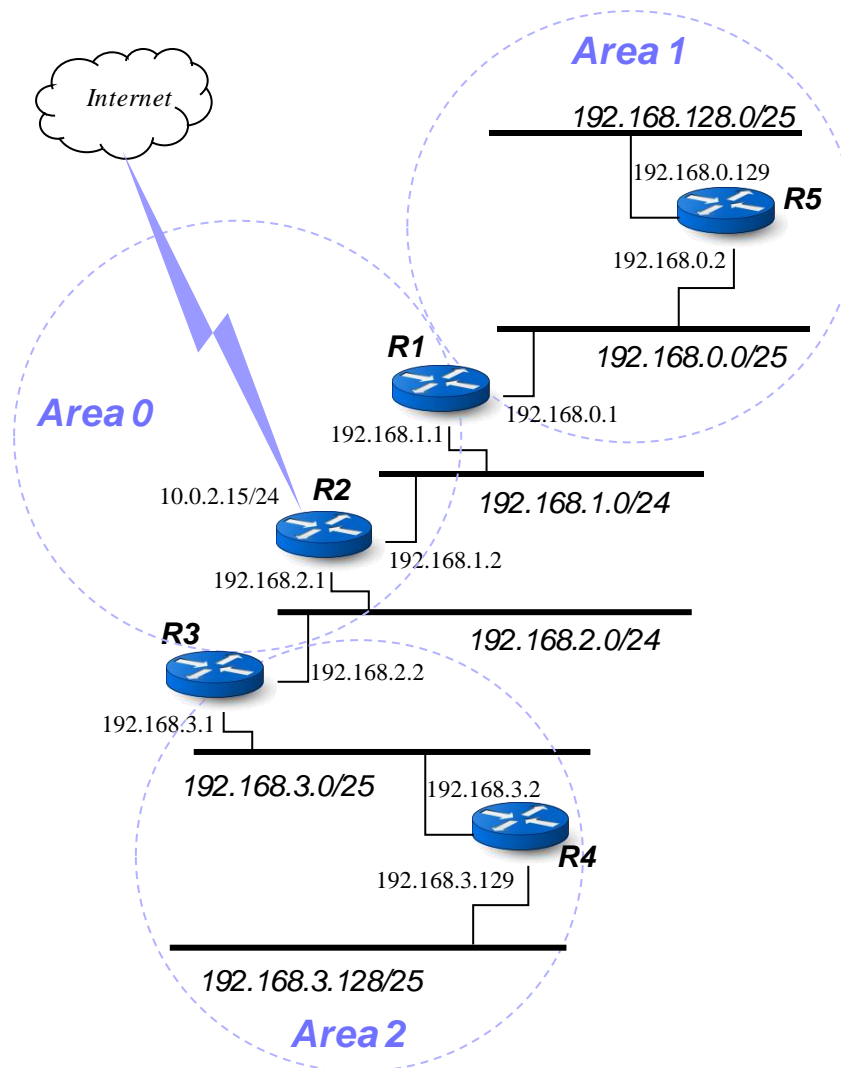 Area 1
Internet
192.168.128.0/25
192.168.0.129
R5
192.168.0.2
R1
192.168.0.0/25
Area 0
192.168.0.1
192.168.1.1
10.0.2.15/24
R2
192.168.1.0/24
192.168.1.2
192.168.2.1
R3
192.168.2.0/24
192.168.2.2
192.168.3.1
192.168.3.0/25
192.168.3.2
R4
192.168.3.129
192.168.3.128/25
Area 2